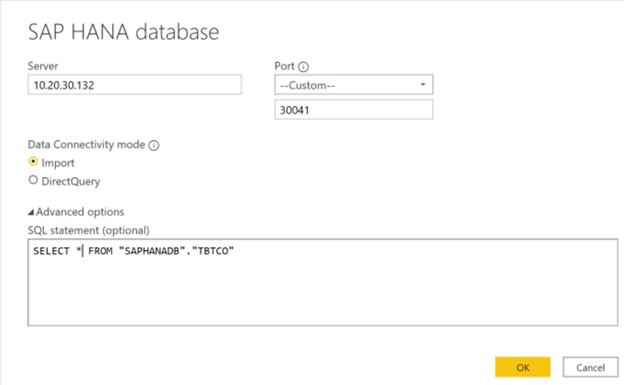 SAP HANA database
Server
Port
10.20.30.132
--Custom--
30041
Data Connectivity mode
Import
DirectQuery
Advanced options
SQL statement (optional)
SELECT * FROM "SAPHANADB"."TBTCO"
OK
Cancel